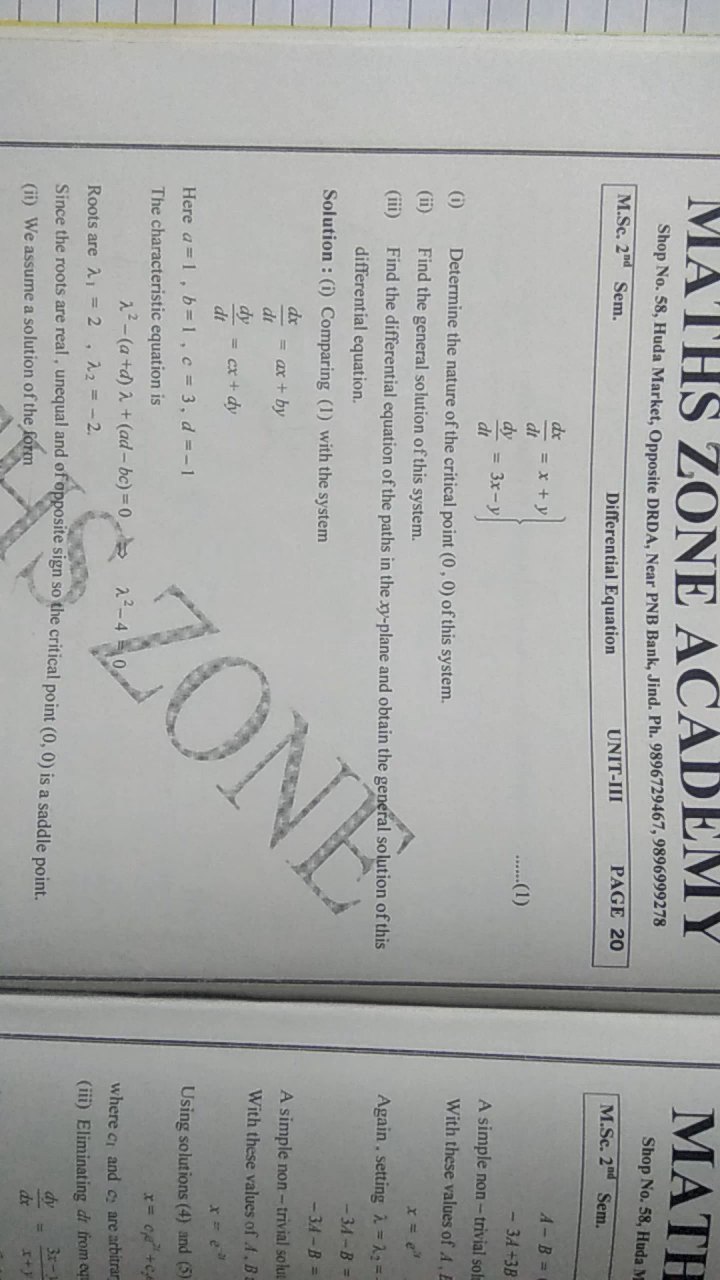 MATHS ZONE ACADEMY
Shop No. 58, Huda Market, Opposite DRDA, Near PNB Bank, Jind. Ph. 9896729467, 9896999278
M.Sc. 2nd Sem. Differential Equation UNIT-III PAGE 20
dx/dt = x + y
dy/dt = 3x − y } ......(1)
(i) Determine the nature of the critical point (0 , 0) of this system.
(ii) Find the general solution of this system.
(iii) Find the differential equation of the paths in the xy-plane and obtain the general solution of this
differential equation.
Solution : (i) Comparing (1) with the system
dx/dt = ax + by
dy/dt = cx + dy
Here a = 1 , b = 1 , c = 3 , d = −1
The characteristic equation is
λ² − (a + d) λ + (ad − bc) = 0 ⇒ λ² − 4 = 0
Roots are λ₁ = 2 , λ₂ = −2.
Since the roots are real , unequal and of opposite sign so the critical point (0, 0) is a saddle point.
(ii) We assume a solution of the form
HS ZONE
MATH
Shop No. 58, Huda
M.Sc. 2nd Sem.
A − B =
− 3A + 3B
A simple non − trivial
With these values of A ,
x = e²ᵗ
Again , setting λ = λ₂ =
− 3A − B =
− 3A − B =
A simple non − trivial
With these values of A , B
x = e⁻²ᵗ
Using solutions (4) and (5)
x = c₁e²ᵗ +
where c₁ and c₂ are
(iii) Eliminating dt from
dy/dx =